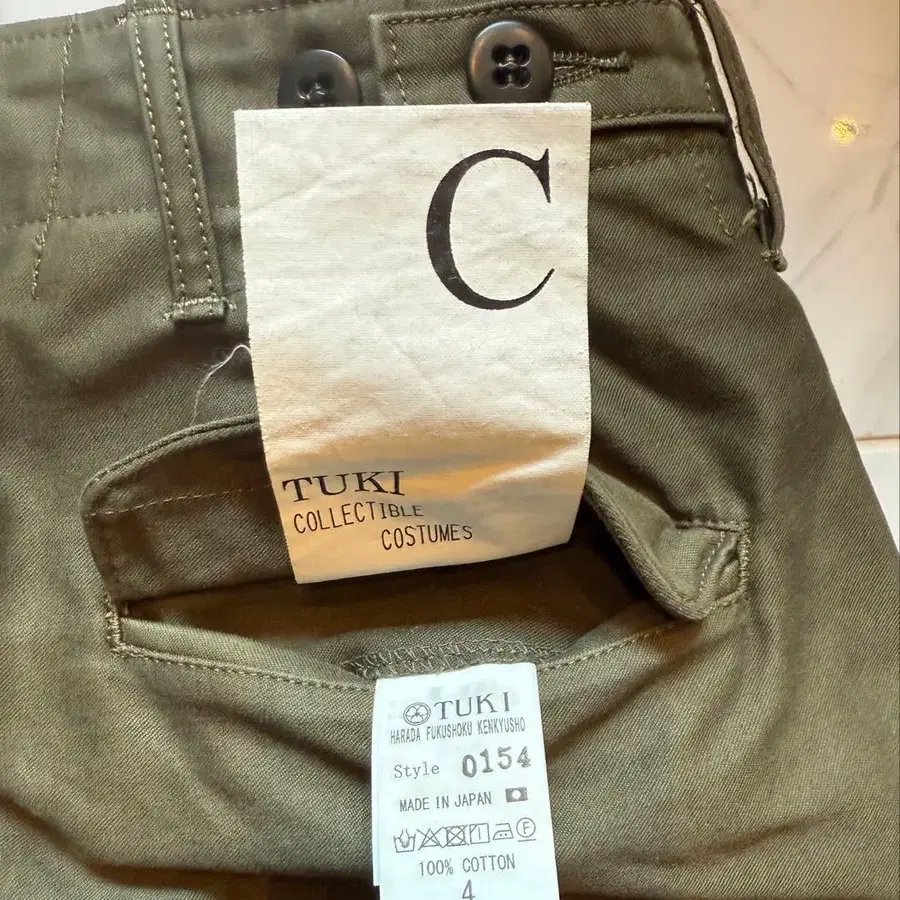 C
TUKI
COLLECTIBLE
COSTUMES
TUKI
HARADA FUKUSHOKU KENKYUSHO
Style 0154
MADE IN JAPAN
F
100% COTTON
4